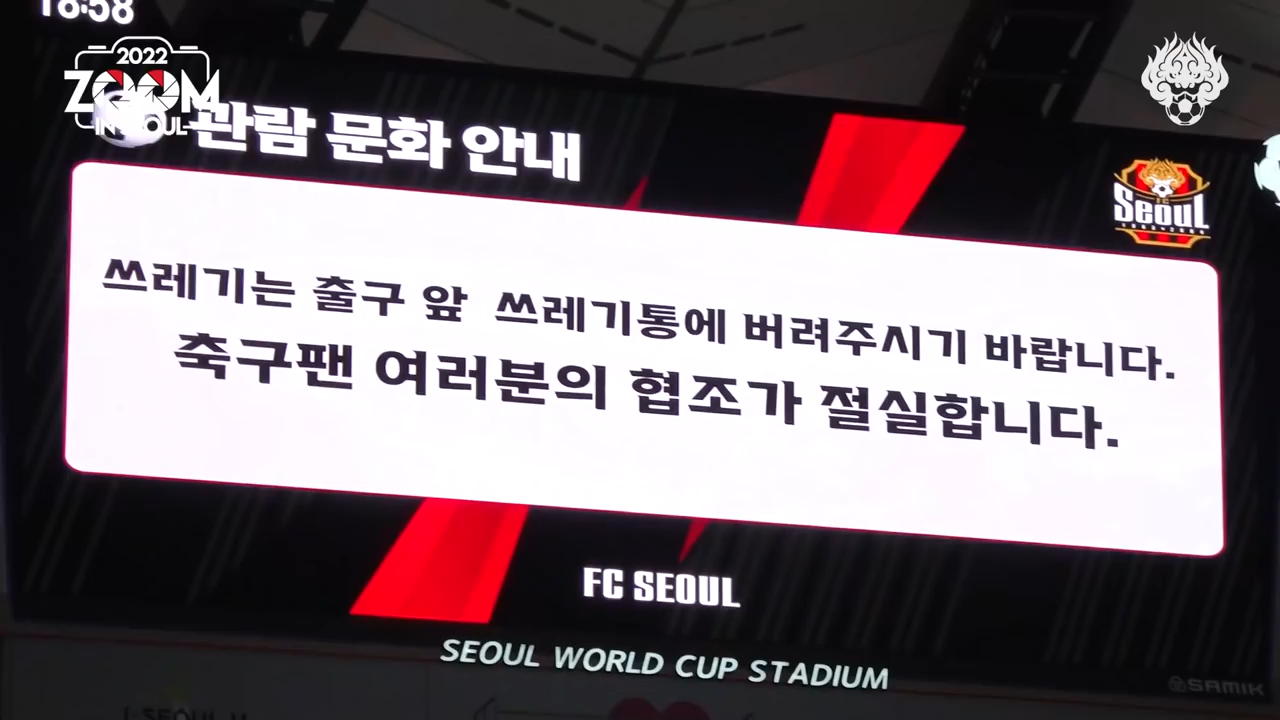 18:58
2022
ZOOM
IN SEOUL
관람 문화 안내
FC
Seoul
쓰레기는 출구 앞 쓰레기통에 버려주시기 바랍니다.
축구팬 여러분의 협조가 절실합니다.
FC SEOUL
SEOUL WORLD CUP STADIUM
SAMIK